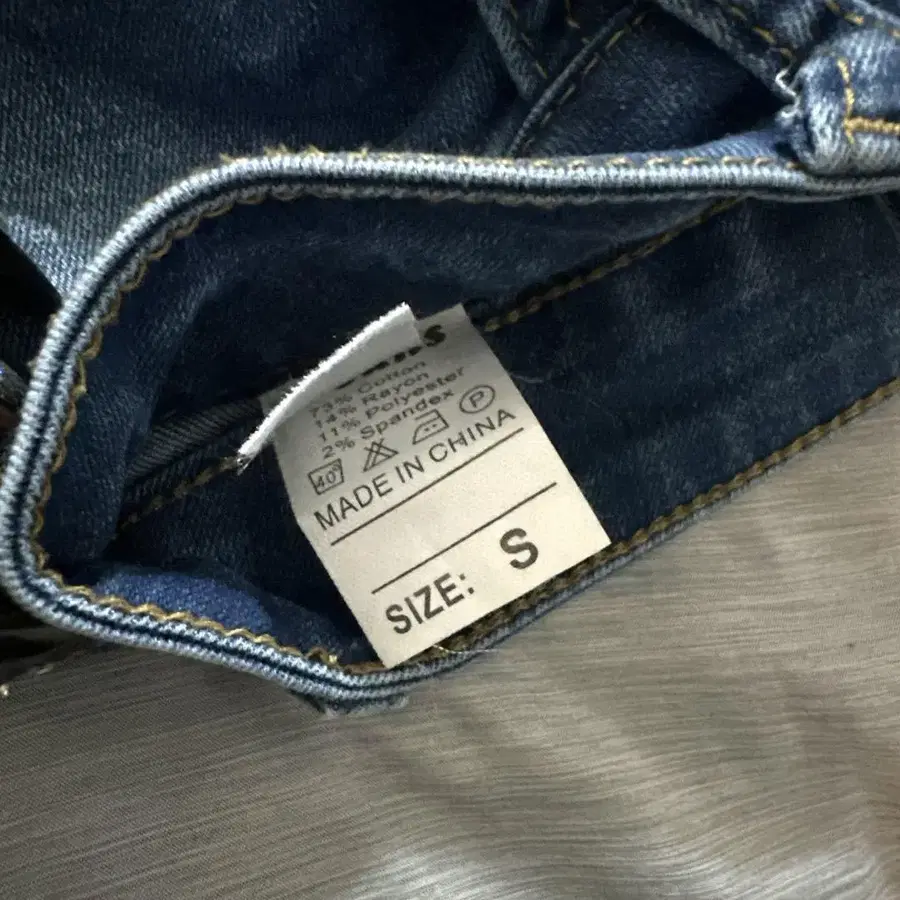 73% Cotton
14% Rayon
11% Polyester
2% Spandex
40° P
MADE IN CHINA
SIZE: S